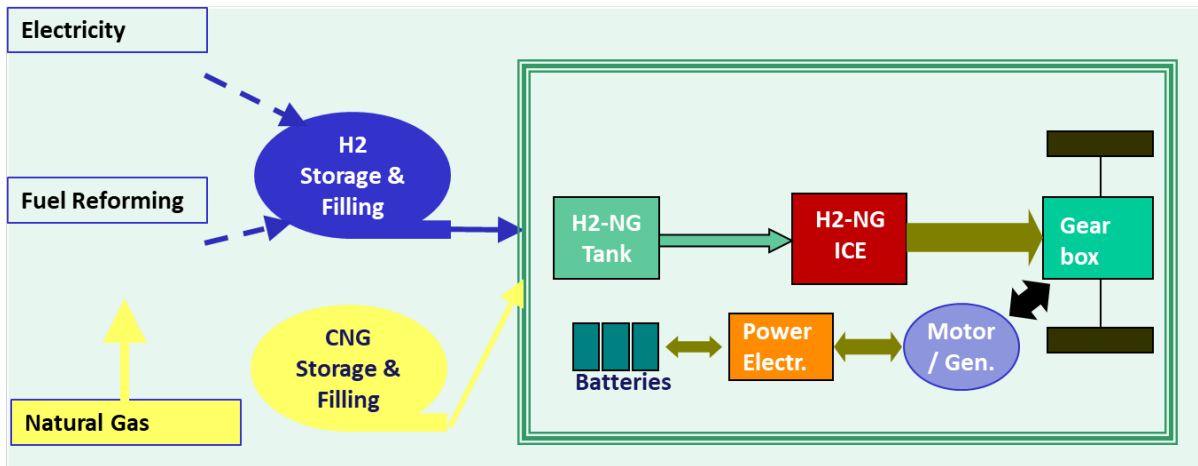 Electricity
H2
Storage &
Filling
Fuel Reforming
H2-NG
Tank
H2-NG
ICE
Gear
box
CNG
Storage &
Filling
Power
Electr.
Motor
/ Gen.
Batteries
Natural Gas